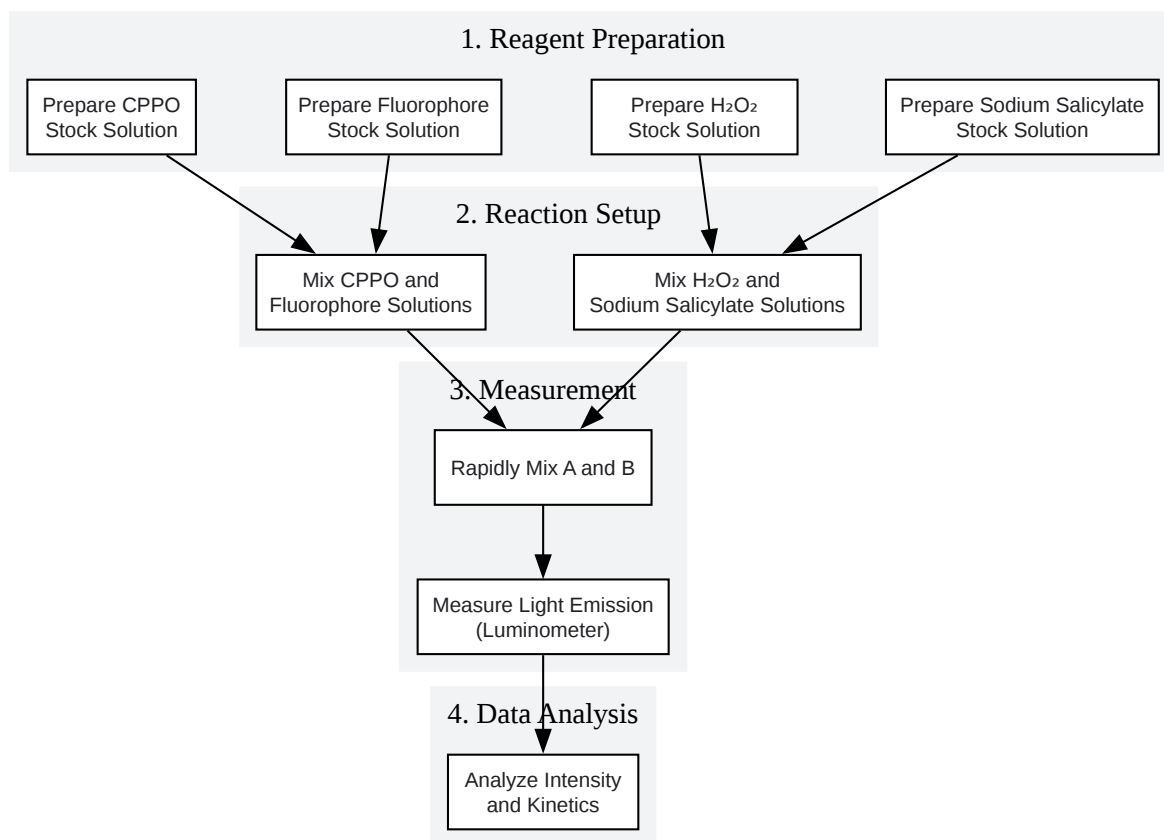 1. Reagent Preparation
Prepare CPPO
Stock Solution
Prepare Fluorophore
Stock Solution
Prepare H₂O₂
Stock Solution
Prepare Sodium Salicylate
Stock Solution
2. Reaction Setup
Mix CPPO and
Fluorophore Solutions
Mix H₂O₂ and
Sodium Salicylate Solutions
3. Measurement
Rapidly Mix A and B
Measure Light Emission
(Luminometer)
4. Data Analysis
Analyze Intensity
and Kinetics